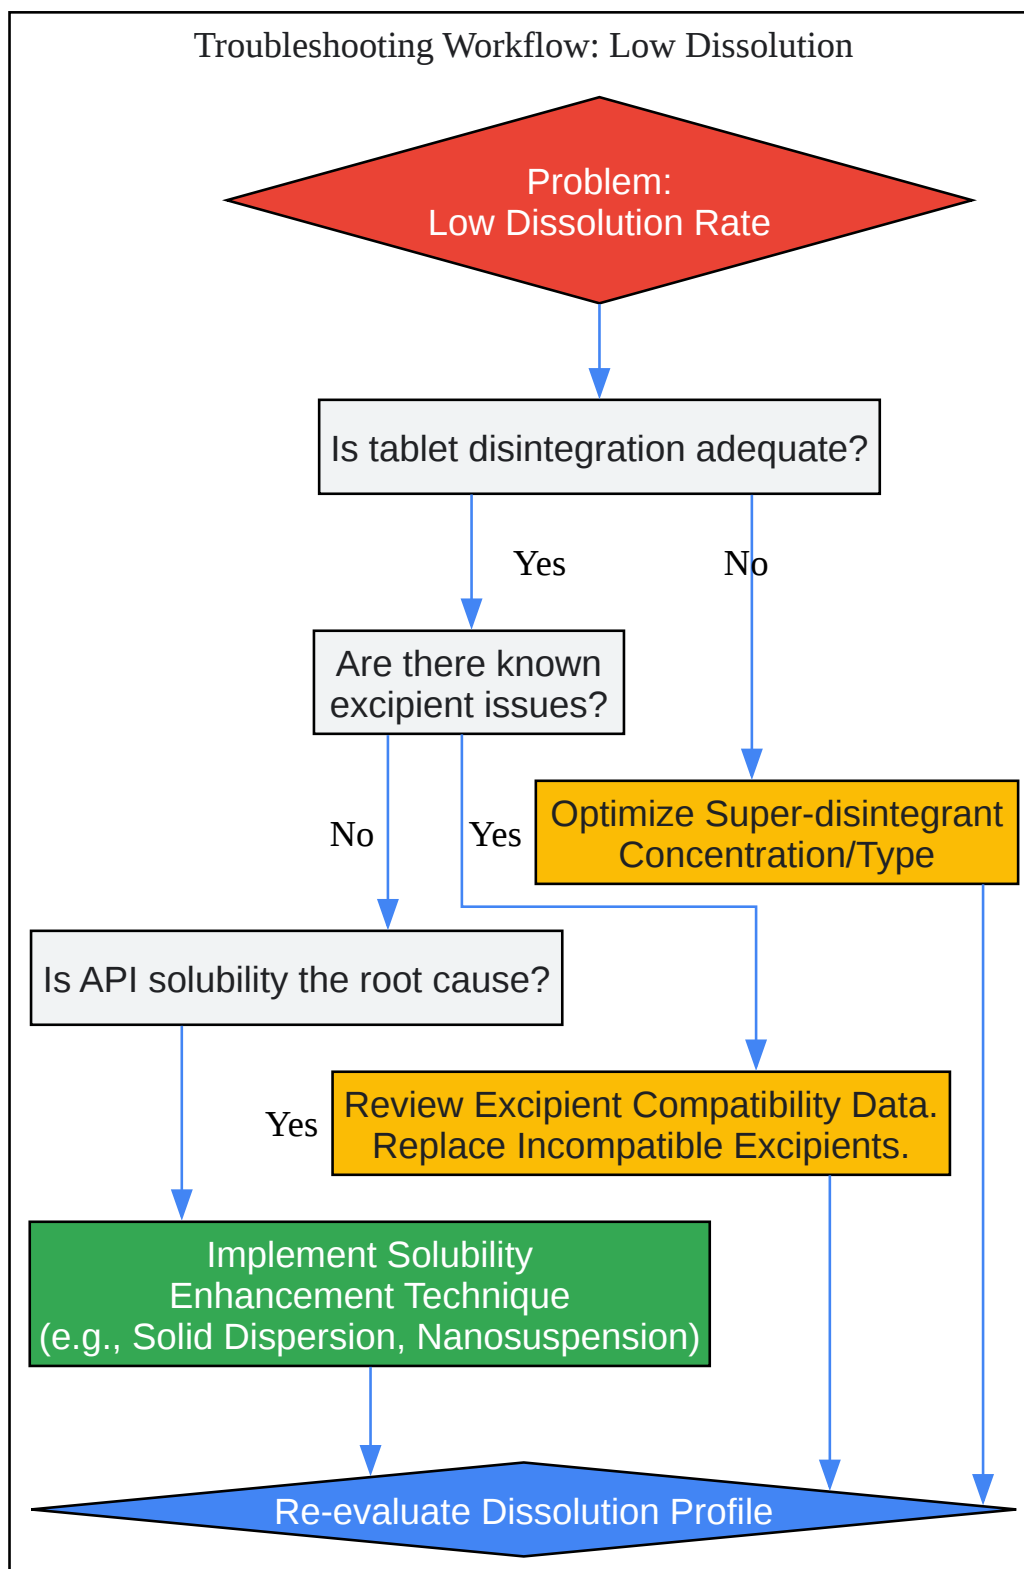 Troubleshooting Workflow: Low Dissolution
Problem:
Low Dissolution Rate
Is tablet disintegration adequate?
Yes
No
Are there known
excipient issues?
Optimize Super-disintegrant
Concentration/Type
No
Yes
Is API solubility the root cause?
Review Excipient Compatibility Data.
Replace Incompatible Excipients.
Yes
Implement Solubility
Enhancement Technique
(e.g., Solid Dispersion, Nanosuspension)
Re-evaluate Dissolution Profile